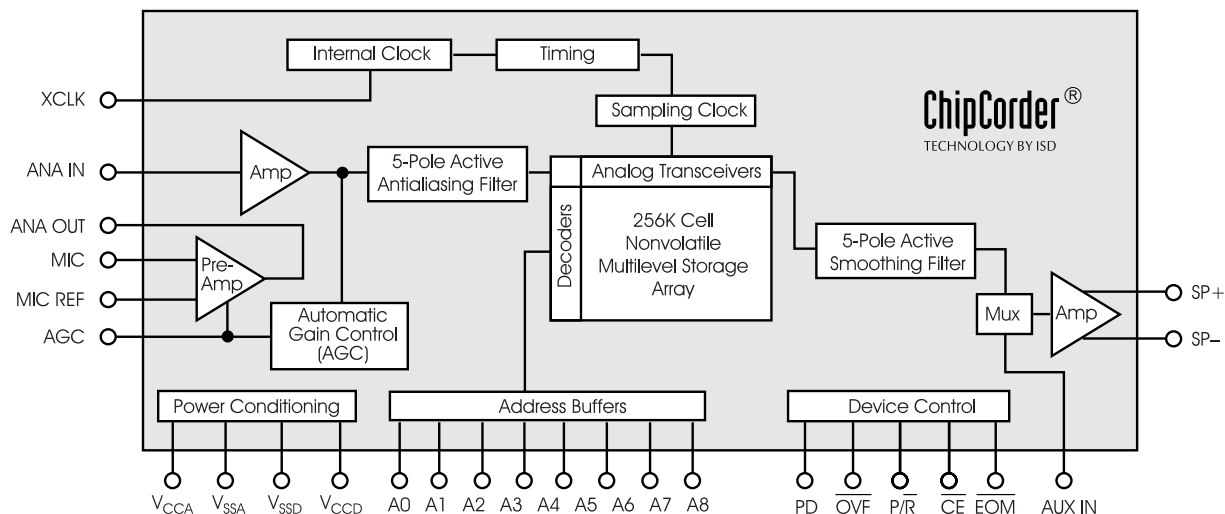 Internal Clock
Timing
XCLK
Sampling Clock
ChipCorder®
TECHNOLOGY BY ISD
ANA IN
Amp
5-Pole Active
Antialiasing Filter
Analog Transceivers
Decoders
256K Cell
Nonvolatile
Multilevel Storage
Array
ANA OUT
MIC
Pre-
Amp
MIC REF
AGC
Automatic
Gain Control
(AGC)
5-Pole Active
Smoothing Filter
Mux
Amp
SP+
SP–
Power Conditioning
Address Buffers
Device Control
VCCA VSSA VSSD VCCD A0 A1 A2 A3 A4 A5 A6 A7 A8 PD O̅V̅F̅ P/R̅ C̅E̅ E̅O̅M̅ AUX IN